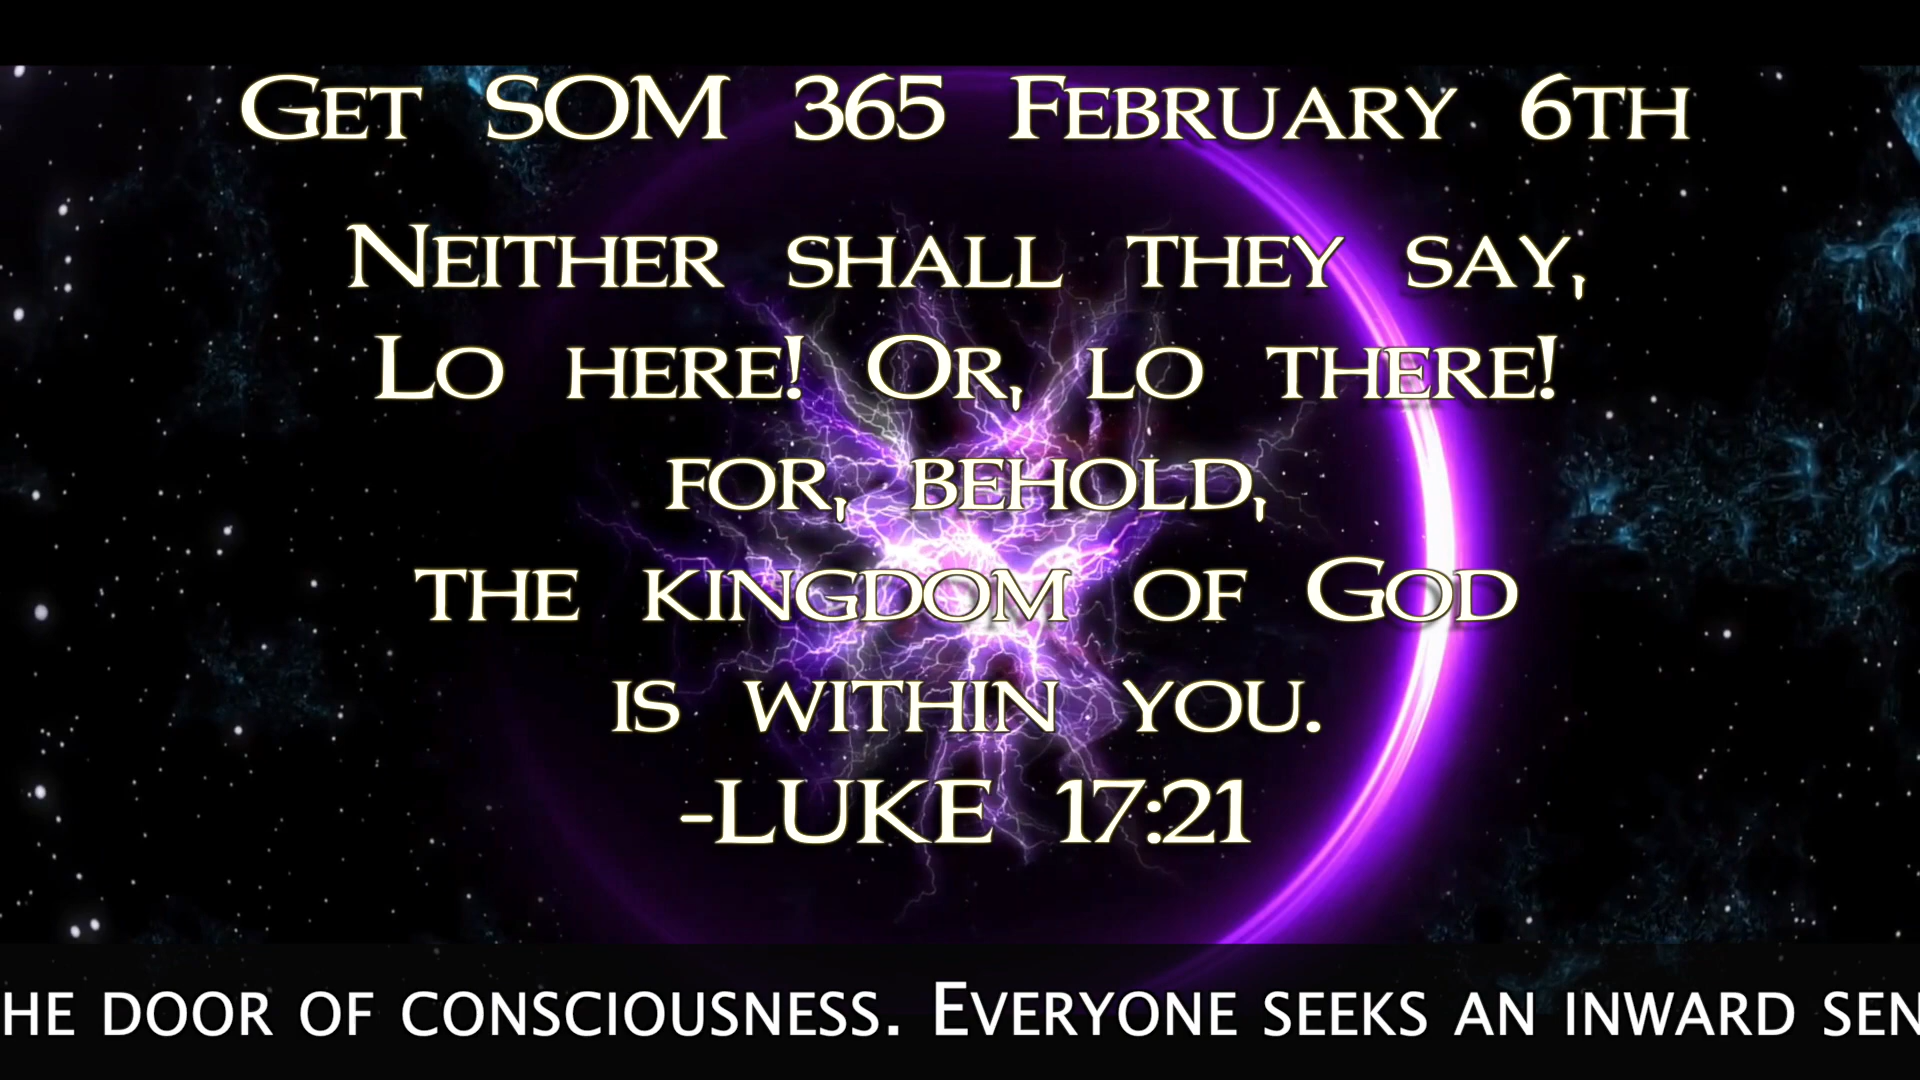 Get SOM 365 February 6th
Neither shall they say,
Lo here! Or, lo there!
for, behold,
the kingdom of God
is within you.
-LUKE 17:21
door of consciousness. Everyone seeks an inward